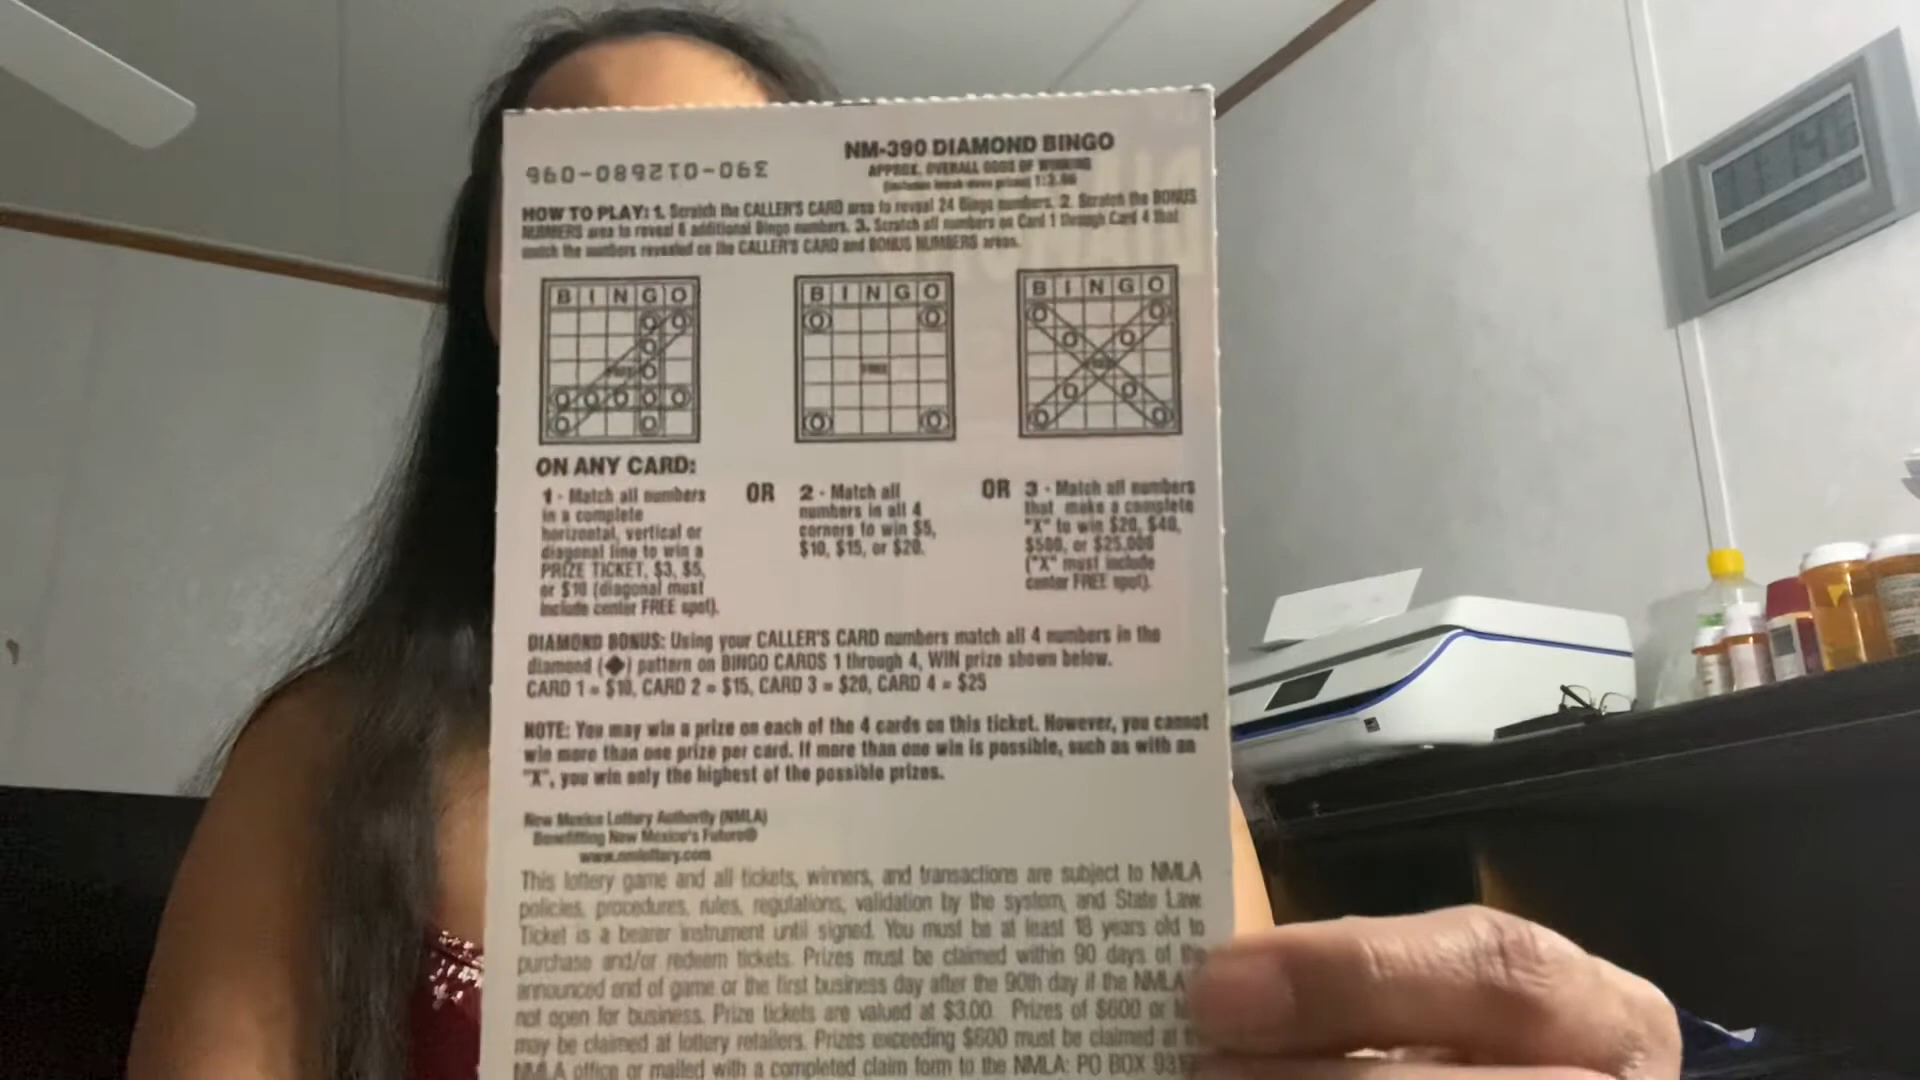 NM-390 DIAMOND BINGO
390-012680-096
APPROX. OVERALL ODDS OF WINNING
(includes break-even prizes)
HOW TO PLAY: 1. Scratch the CALLER'S CARD area to reveal 24 Bingo numbers. 2. Scratch the BONUS
NUMBERS area to reveal 6 additional Bingo numbers. 3. Scratch all numbers on Card 1 through Card 4 that
match the numbers revealed on the CALLER'S CARD and BONUS NUMBERS areas.
B I N G O
B I N G O
FREE
B I N G O
ON ANY CARD:
1 - Match all numbers
in a complete
horizontal, vertical or
diagonal line to win a
PRIZE TICKET, $3, $5,
or $10 (diagonal must
include center FREE spot).
OR
2 - Match all
numbers in all 4
corners to win $5,
$10, $15, or $20.
OR
3 - Match all numbers
that make a complete
"X" to win $20, $40,
$500, or $25,000
("X" must include
center FREE spot).
DIAMOND BONUS: Using your CALLER'S CARD numbers match all 4 numbers in the
diamond (◆) pattern on BINGO CARDS 1 through 4, WIN prize shown below.
CARD 1 = $10, CARD 2 = $15, CARD 3 = $20, CARD 4 = $25
NOTE: You may win a prize on each of the 4 cards on this ticket. However, you cannot
win more than one prize per card. If more than one win is possible, such as with an
"X", you win only the highest of the possible prizes.
New Mexico Lottery Authority (NMLA)
Benefitting New Mexico's Future®
www.nmlottery.com
This lottery game and all tickets, winners, and transactions are subject to NMLA
policies, procedures, rules, regulations, validation by the system, and State Law.
Ticket is a bearer instrument until signed. You must be at least 18 years old to
purchase and/or redeem tickets. Prizes must be claimed within 90 days of the
announced end of game or the first business day after the 90th day if the NMLA
not open for business. Prize tickets are valued at $3.00. Prizes of $600 or
may be claimed at lottery retailers. Prizes exceeding $600 must be claimed at
NMLA office or mailed with a completed claim form to the NMLA: PO BOX